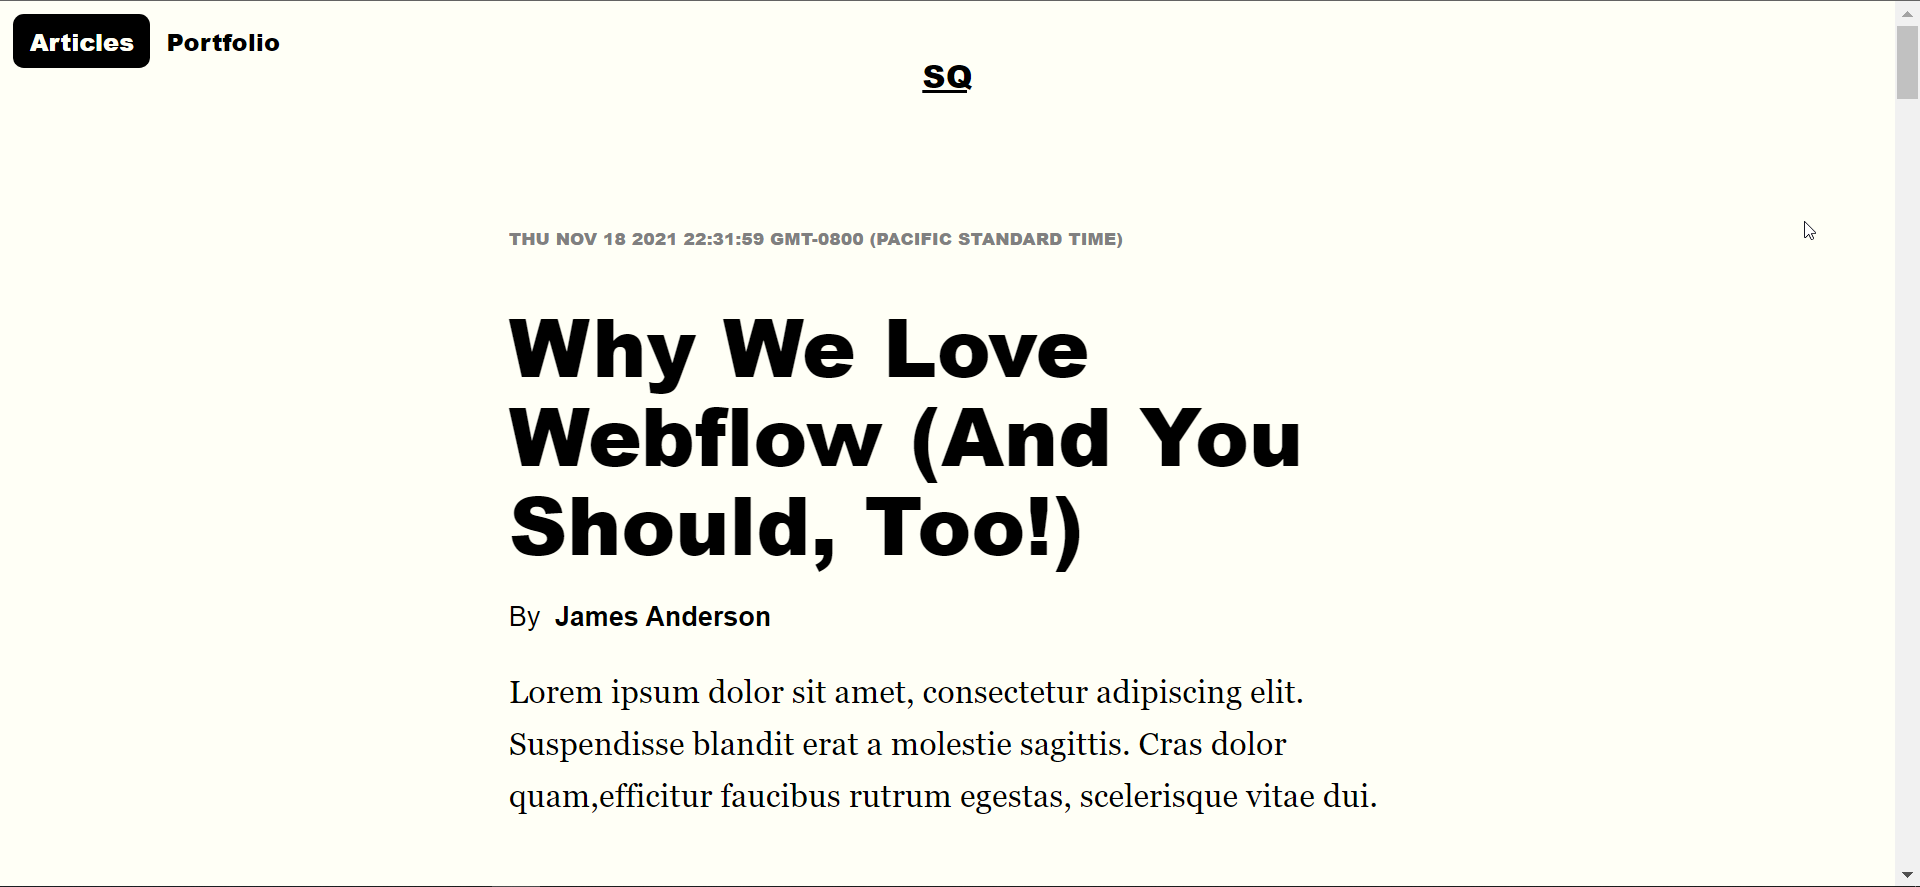 Articles Portfolio
SQ
THU NOV 18 2021 22:31:59 GMT-0800 (PACIFIC STANDARD TIME)
Why We Love
Webflow (And You
Should, Too!)
By James Anderson
Lorem ipsum dolor sit amet, consectetur adipiscing elit.
Suspendisse blandit erat a molestie sagittis. Cras dolor
quam,efficitur faucibus rutrum egestas, scelerisque vitae dui.